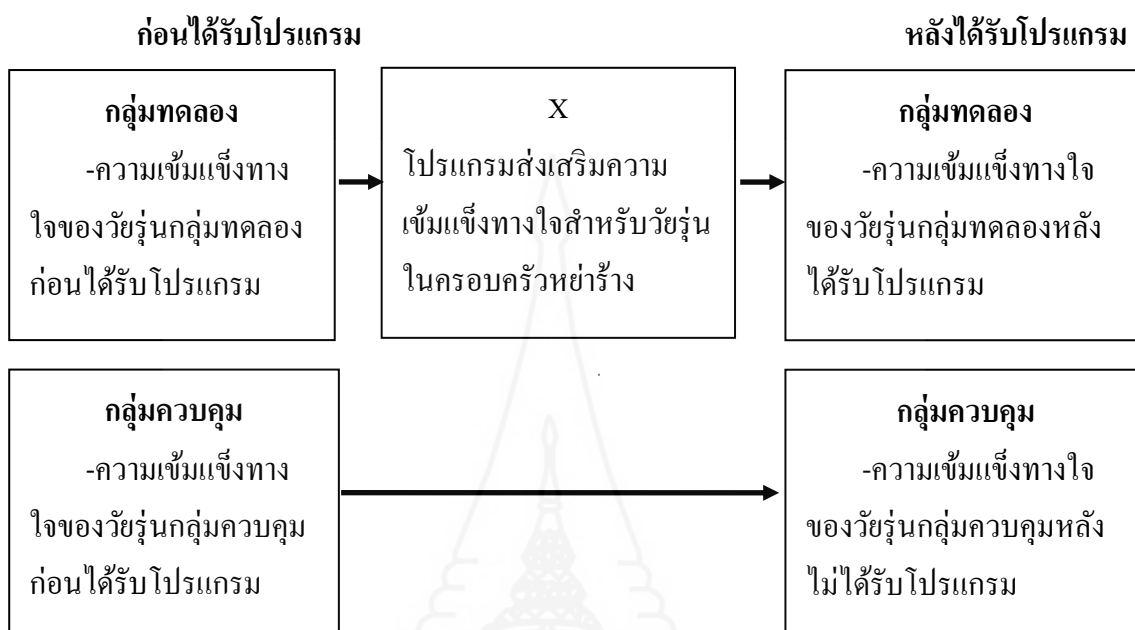 ก่อนได้รับโปรแกรม
หลังได้รับโปรแกรม
กลุ่มทดลอง
-ความเข้มแข็งทาง
ใจของวัยรุ่นกลุ่มทดลอง
ก่อนได้รับโปรแกรม
X
โปรแกรมส่งเสริมความ
เข้มแข็งทางใจสำหรับวัยรุ่น
ในครอบครัวหย่าร้าง
กลุ่มทดลอง
-ความเข้มแข็งทางใจ
ของวัยรุ่นกลุ่มทดลองหลัง
ได้รับโปรแกรม
กลุ่มควบคุม
-ความเข้มแข็งทาง
ใจของวัยรุ่นกลุ่มควบคุม
ก่อนได้รับโปรแกรม
กลุ่มควบคุม
-ความเข้มแข็งทางใจ
ของวัยรุ่นกลุ่มควบคุมหลัง
ไม่ได้รับโปรแกรม